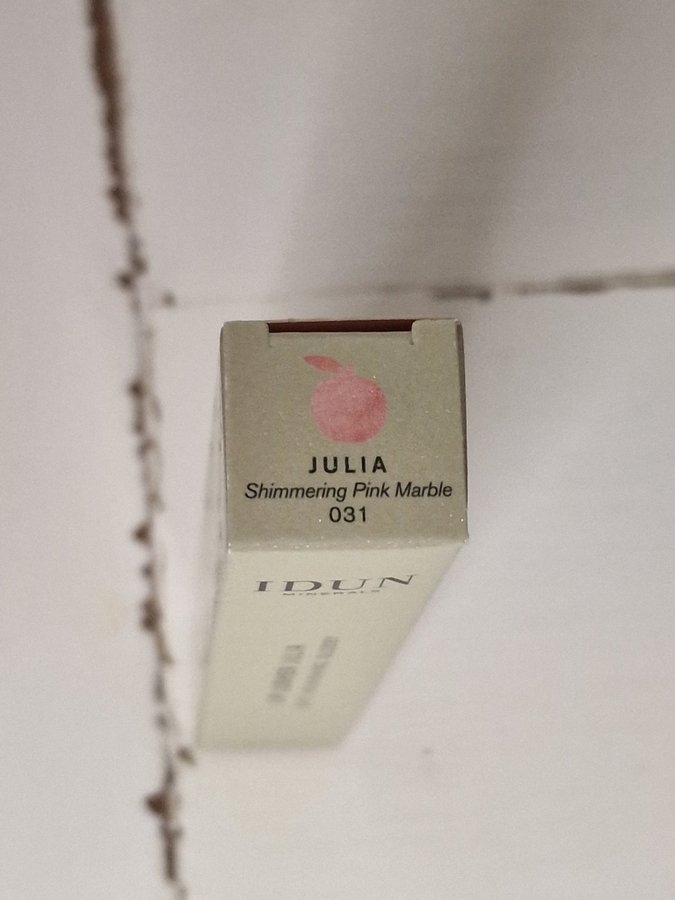 JULIA
Shimmering Pink Marble
031
IDUN
MINERALS